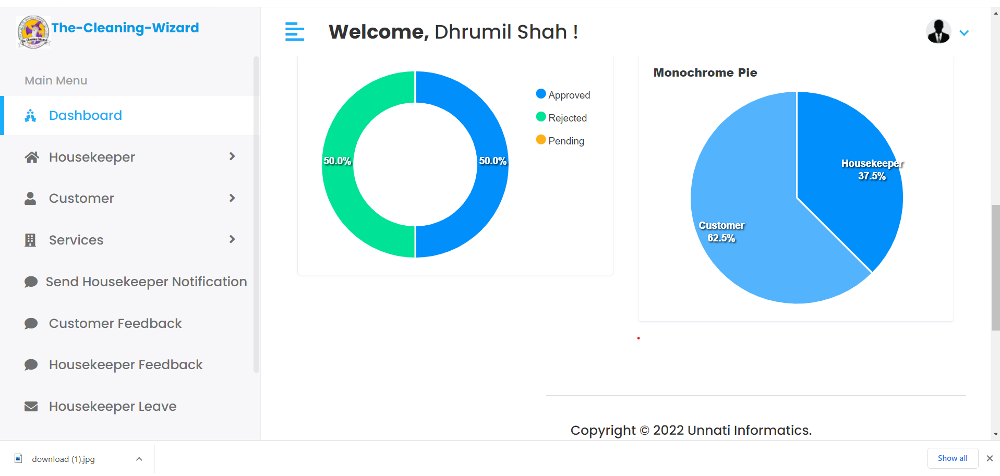 The-Cleaning-Wizard
Welcome, Dhrumil Shah !
Main Menu
Dashboard
Housekeeper
Customer
Services
Send Housekeeper Notification
Customer Feedback
Housekeeper Feedback
Housekeeper Leave
50.0%
50.0%
Approved
Rejected
Pending
Monochrome Pie
Housekeeper
37.5%
Customer
62.5%
Copyright © 2022 Unnati Informatics.
download (1).jpg
Show all